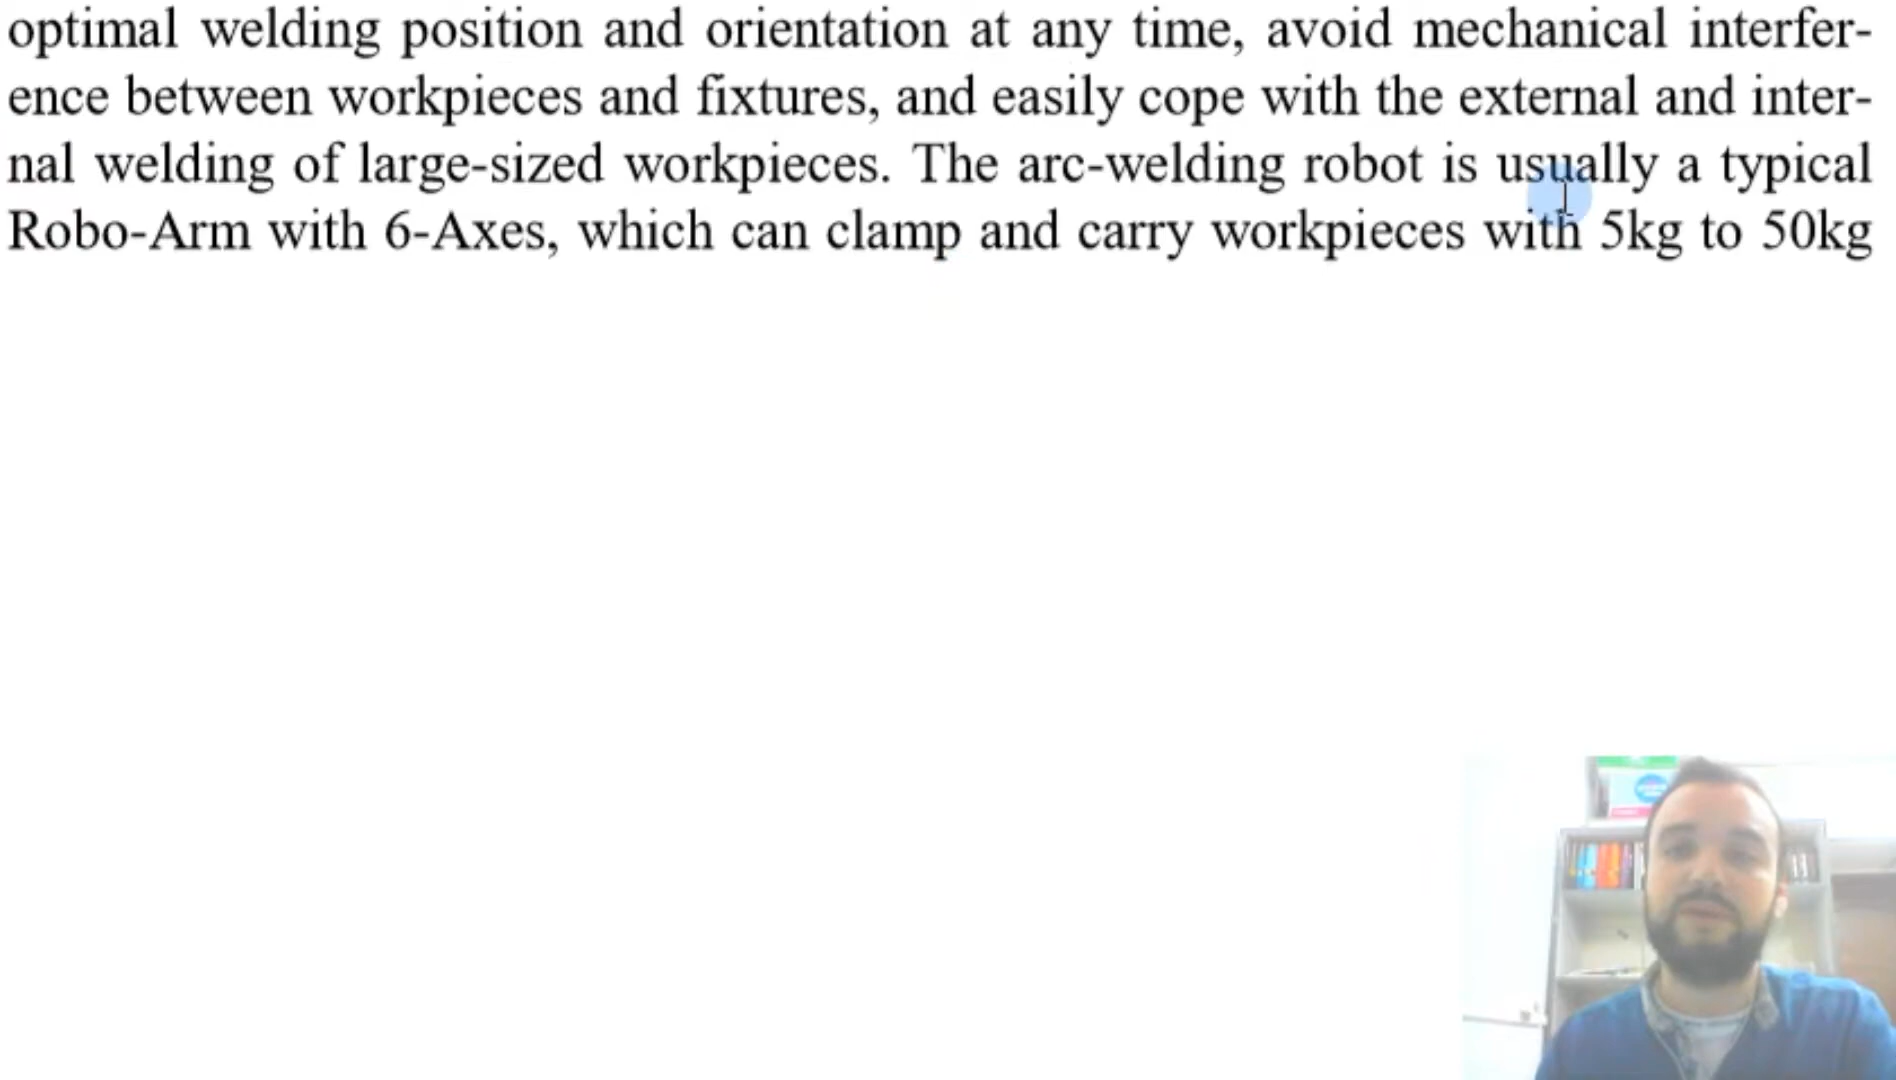 optimal welding position and orientation at any time, avoid mechanical interfer-
ence between workpieces and fixtures, and easily cope with the external and inter-
nal welding of large-sized workpieces. The arc-welding robot is usually a typical
Robo-Arm with 6-Axes, which can clamp and carry workpieces with 5kg to 50kg